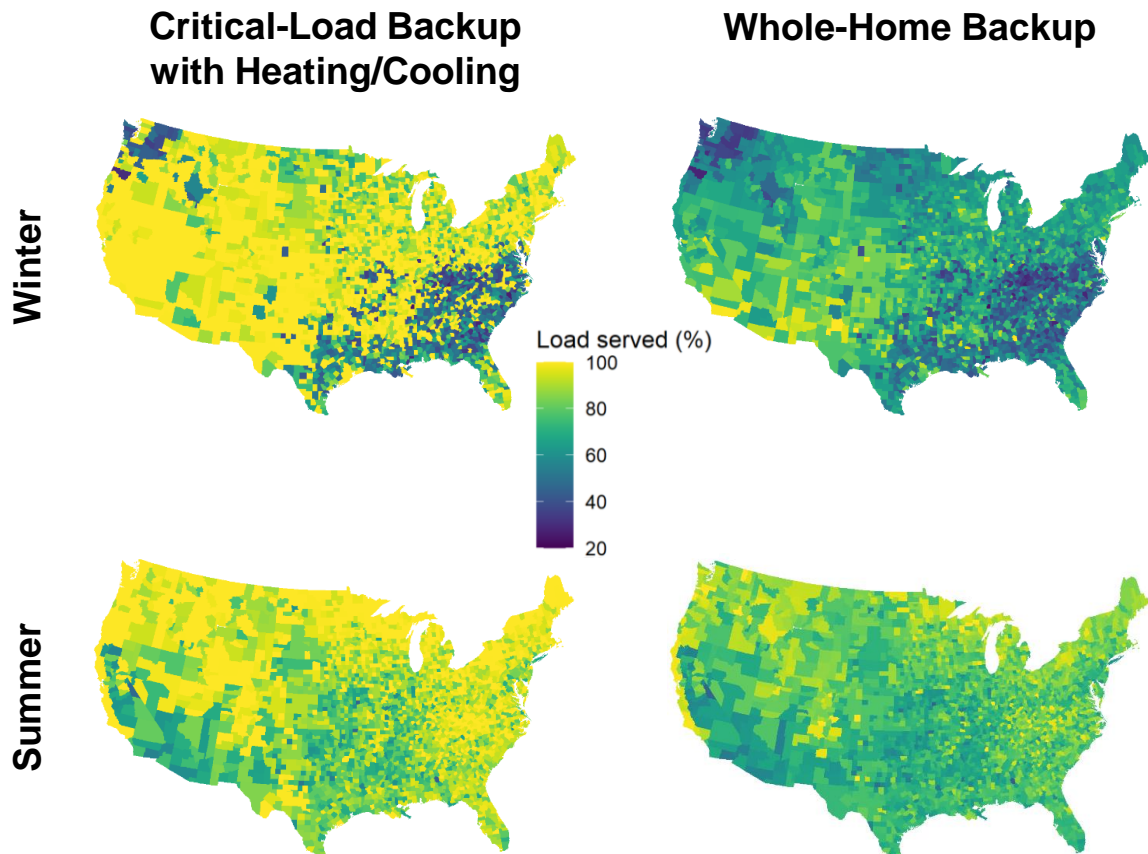 Critical-Load Backup
with Heating/Cooling
Whole-Home Backup
Winter
Load served (%)
100
80
60
40
20
Summer